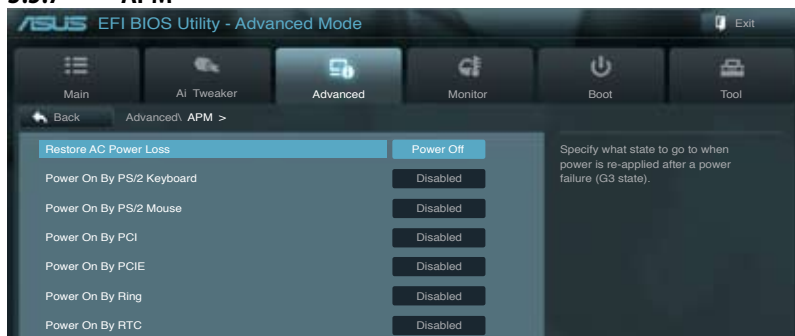 ASUS EFI BIOS Utility - Advanced Mode Exit
Main Ai Tweaker Advanced Monitor Boot Tool
Back Advanced\ APM >
Restore AC Power Loss Power Off
Power On By PS/2 Keyboard Disabled
Power On By PS/2 Mouse Disabled
Power On By PCI Disabled
Power On By PCIE Disabled
Power On By Ring Disabled
Power On By RTC Disabled
Specify what state to go to when
power is re-applied after a power
failure (G3 state).